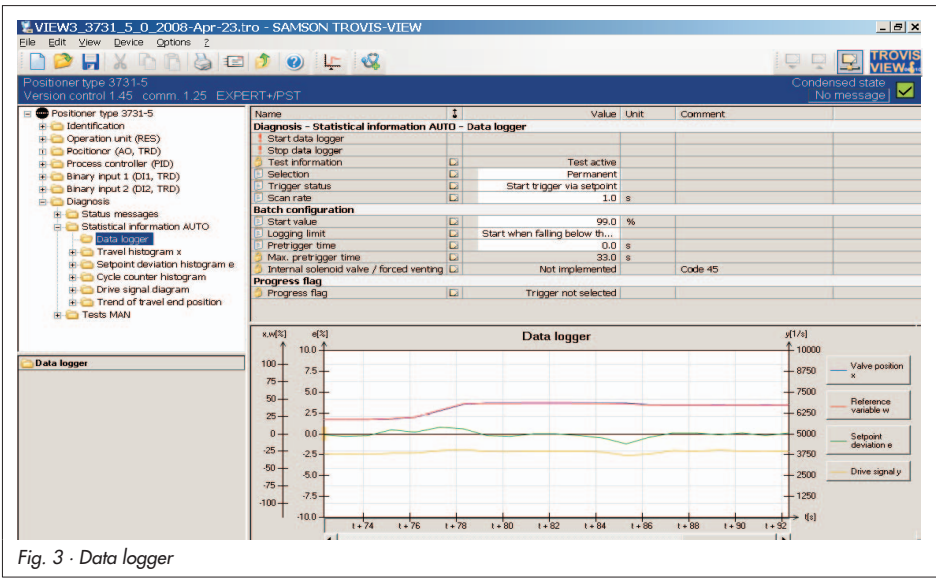 VIEW3_3731_5_0_2008-Apr-23.tro - SAMSON TROVIS-VIEW
File Edit View Device Options ?
TROVIS
VIEW4
Positioner type 3731-5
Version control 1.45 comm. 1.25 EXPERT+/PST
Condensed state
No message
Positioner type 3731-5
Identification
Operation unit (RES)
Positioner (AO, TRD)
Process controller (PID)
Binary input 1 (DI1, TRD)
Binary input 2 (DI2, TRD)
Diagnosis
Status messages
Statistical information AUTO
Data logger
Travel histogram x
Setpoint deviation histogram e
Cycle counter histogram
Drive signal diagram
Trend of travel end position
Tests MAN
Data logger
Name Value Unit Comment
Diagnosis - Statistical information AUTO - Data logger
Start data logger
Stop data logger
Test information Test active
Selection Permanent
Trigger status Start trigger via setpoint
Scan rate 1.0 s
Batch configuration
Start value 99.0 %
Logging limit Start when falling below th...
Pretrigger time 0.0 s
Max. pretrigger time 33.0 s
Internal solenoid valve / forced venting Not implemented Code 45
Progress flag
Progress flag Trigger not selected
x,w[%] e[%] Data logger y[1/s]
10.0 10000
100 7.5 8750
75
50 5.0 7500
25 2.5 6250
0 0.0 5000
-25 -2.5 3750
-50 -5.0 2500
-75
-100 -7.5 1250
-10.0 t[s]
t + 74 t + 76 t + 78 t + 80 t + 82 t + 84 t + 86 t + 88 t + 90 t + 92
Valve position
x
Reference
variable w
Setpoint
deviation e
Drive signal y
Fig. 3 · Data logger